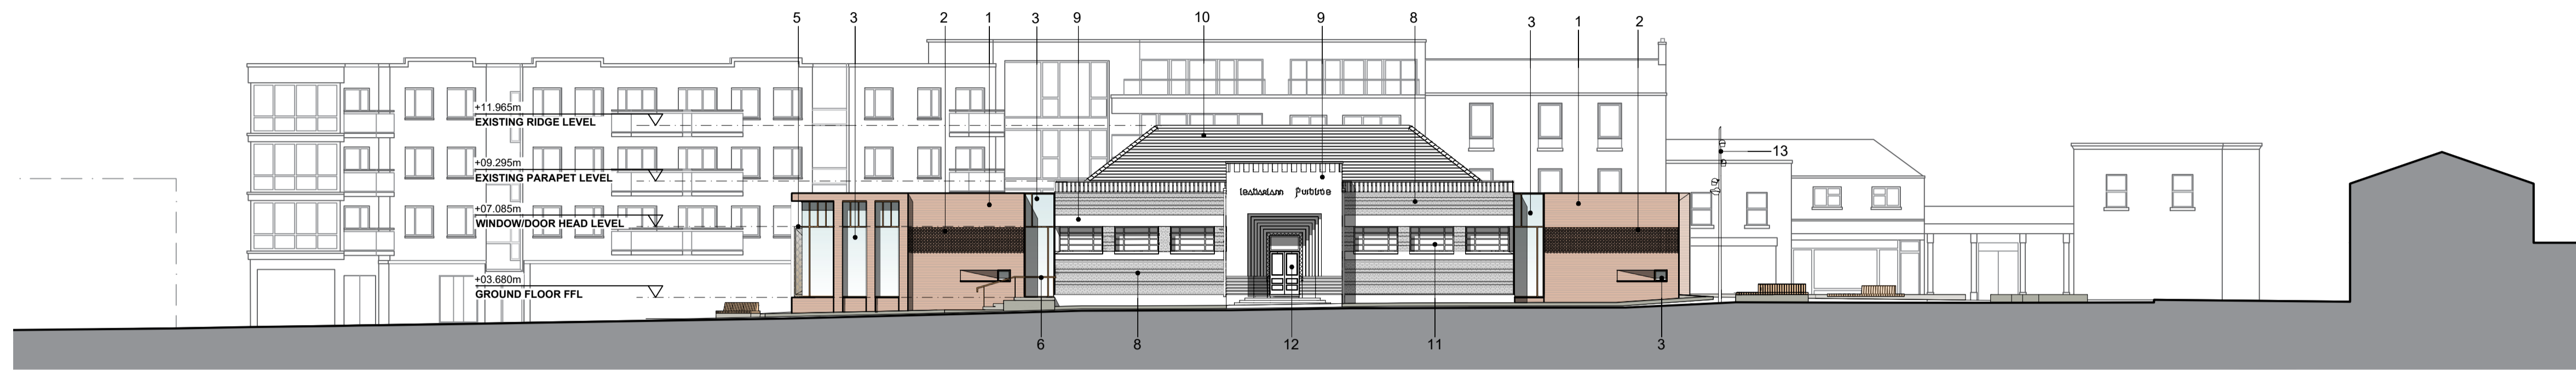 5 3 2 1 3 9 10 9 8 3 1 2
+11.965m
EXISTING RIDGE LEVEL
13
+09.295m
EXISTING PARAPET LEVEL
+07.085m
WINDOW/DOOR HEAD LEVEL
+03.680m
GROUND FLOOR FFL
6 8 12 11 3